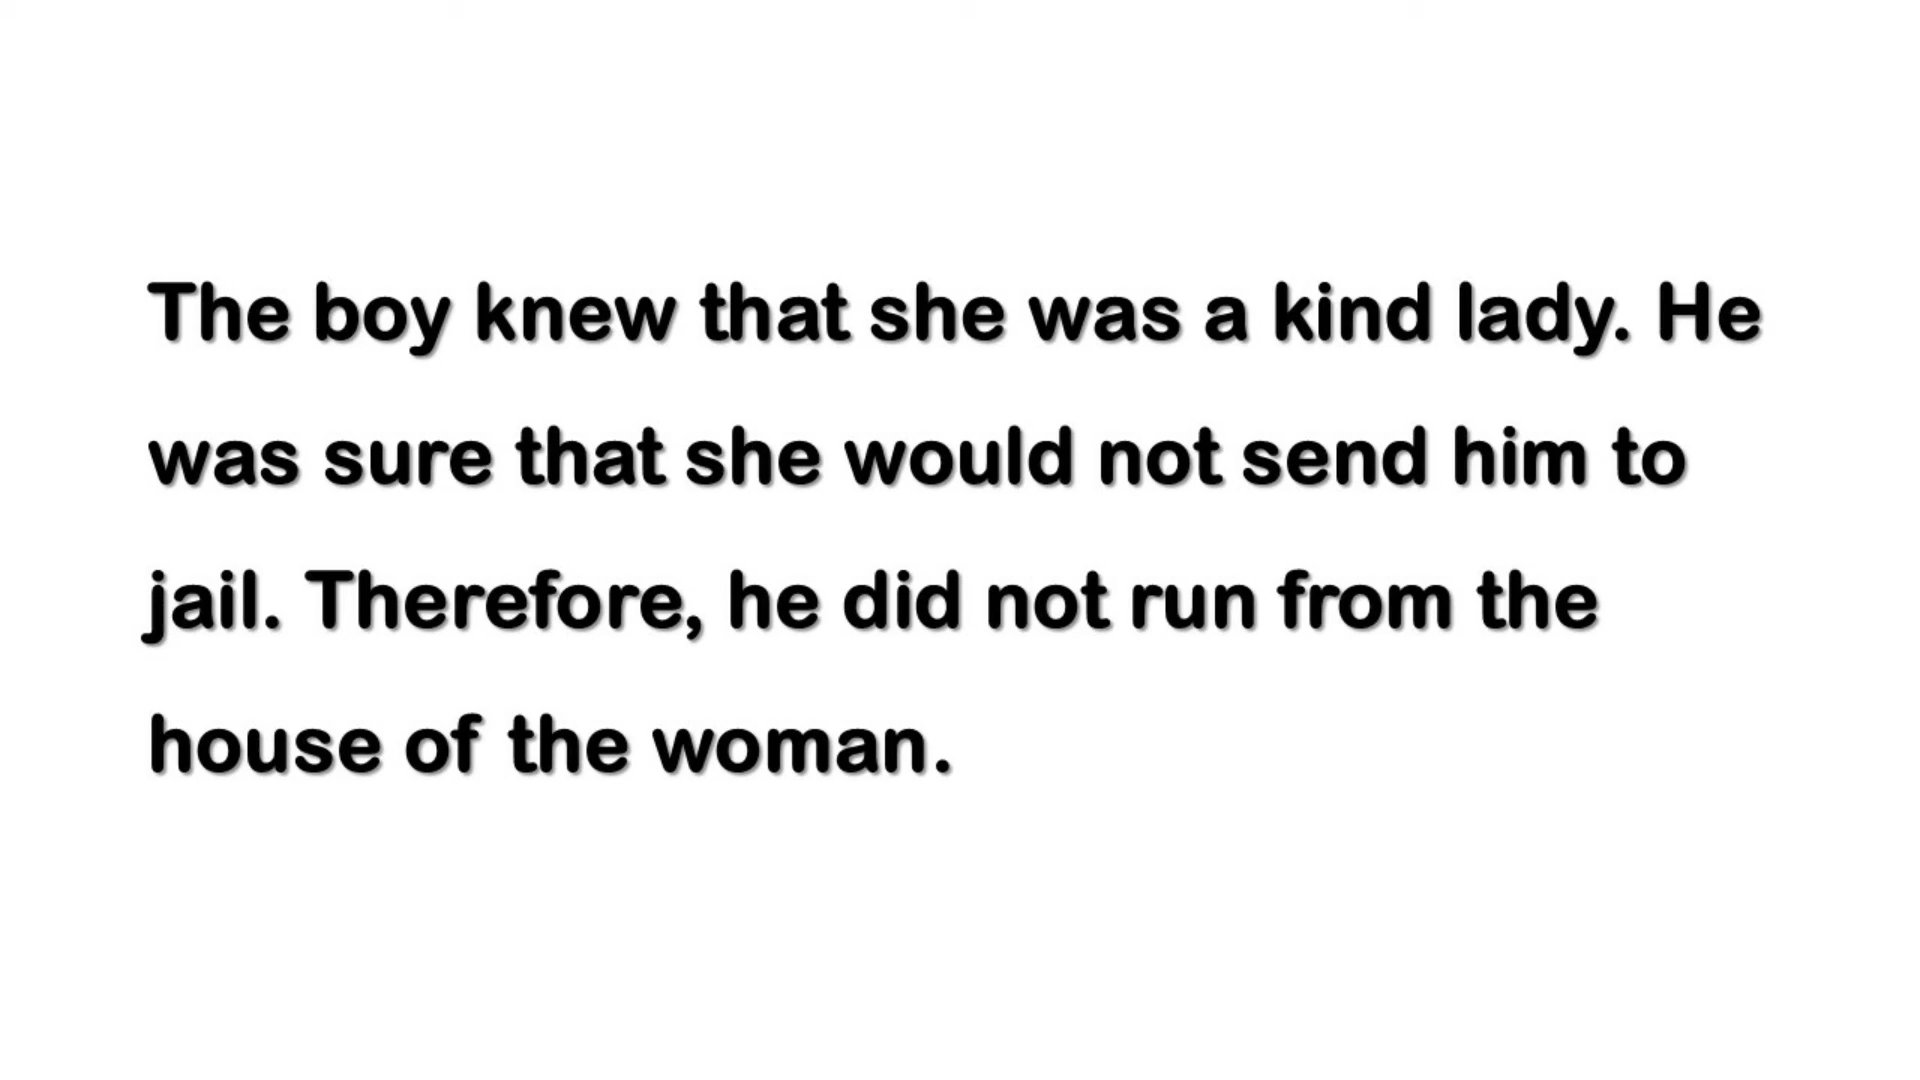 The boy knew that she was a kind lady. He
was sure that she would not send him to
jail. Therefore, he did not run from the
house of the woman.